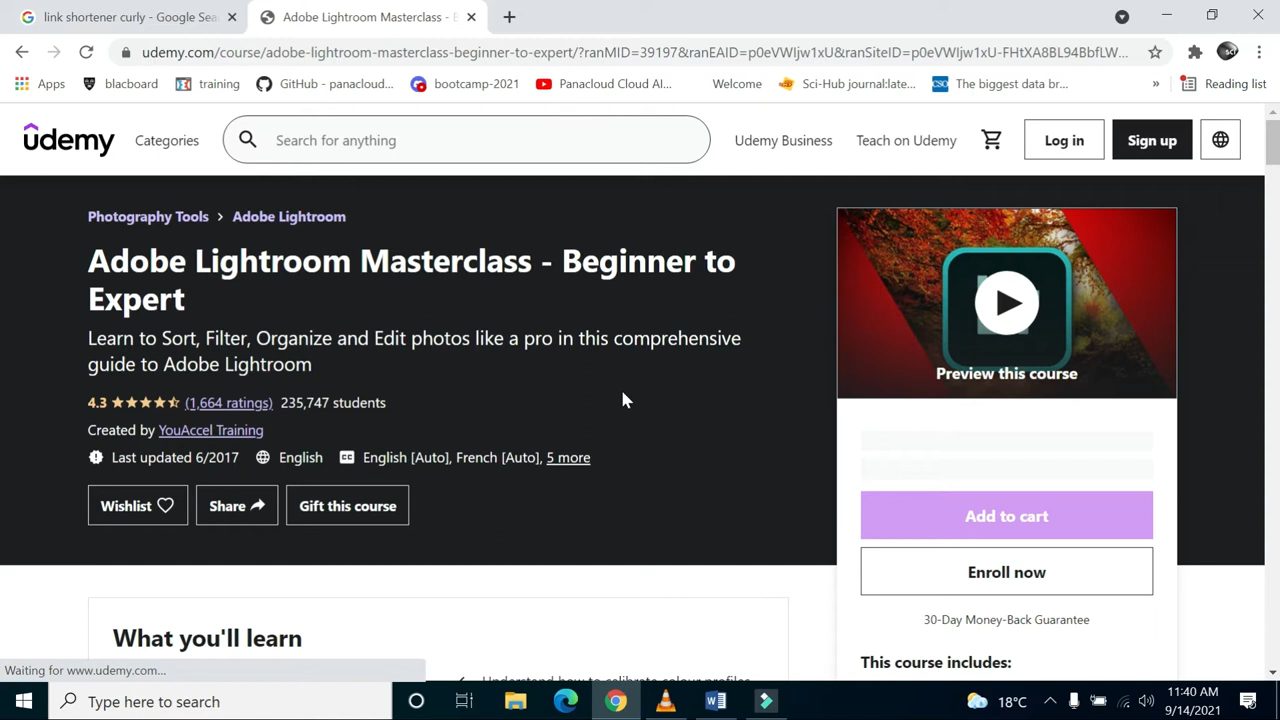 link shortener curly - Google Sea
Adobe Lightroom Masterclass - B
udemy.com/course/adobe-lightroom-masterclass-beginner-to-expert/?ranMID=39197&ranEAID=p0eVWIjw1xU&ranSiteID=p0eVWIjw1xU-FHtXA8BL94BbfLW...
Apps
blacboard
training
GitHub - panacloud...
bootcamp-2021
Panacloud Cloud AI...
Welcome
Sci-Hub journal:late...
CSO
The biggest data br...
»
Reading list
udemy
Categories
Search for anything
Udemy Business
Teach on Udemy
Log in
Sign up
Photography Tools > Adobe Lightroom
Adobe Lightroom Masterclass - Beginner to
Expert
Learn to Sort, Filter, Organize and Edit photos like a pro in this comprehensive
guide to Adobe Lightroom
4.3 (1,664 ratings) 235,747 students
Created by YouAccel Training
Last updated 6/2017 English English [Auto], French [Auto], 5 more
Wishlist
Share
Gift this course
Preview this course
Add to cart
Enroll now
30-Day Money-Back Guarantee
This course includes:
What you'll learn
Understand how to calibrate colour profiles
Waiting for www.udemy.com...
Type here to search
18°C
11:40 AM
9/14/2021